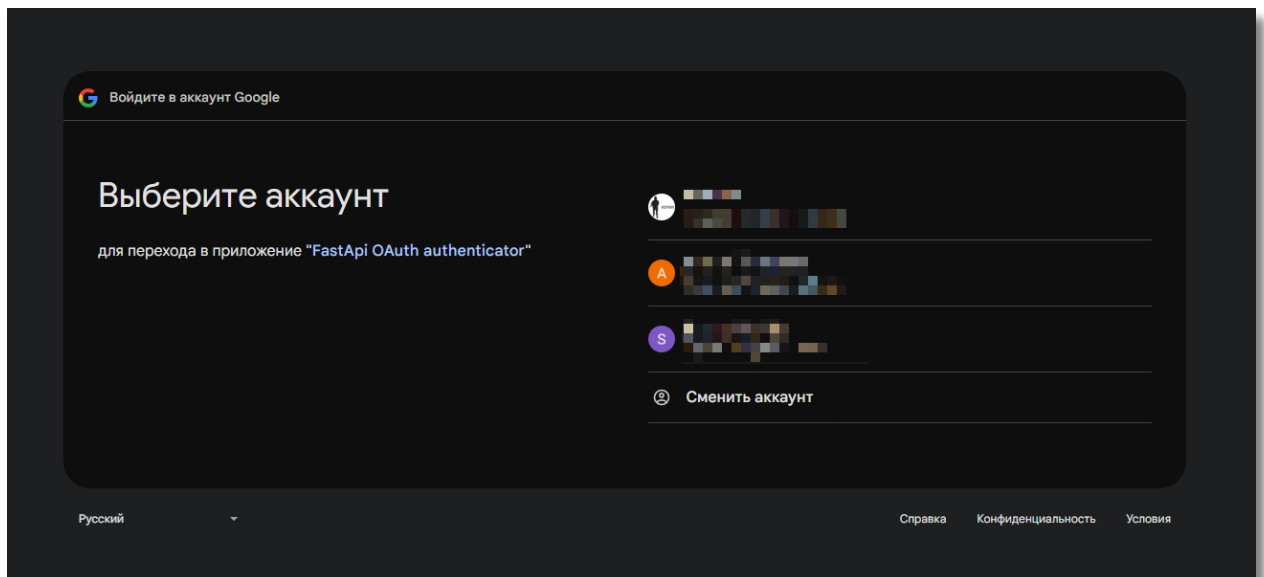 Войдите в аккаунт Google
Выберите аккаунт
для перехода в приложение "FastApi OAuth authenticator"
A
S
Сменить аккаунт
Русский
Справка Конфиденциальность Условия